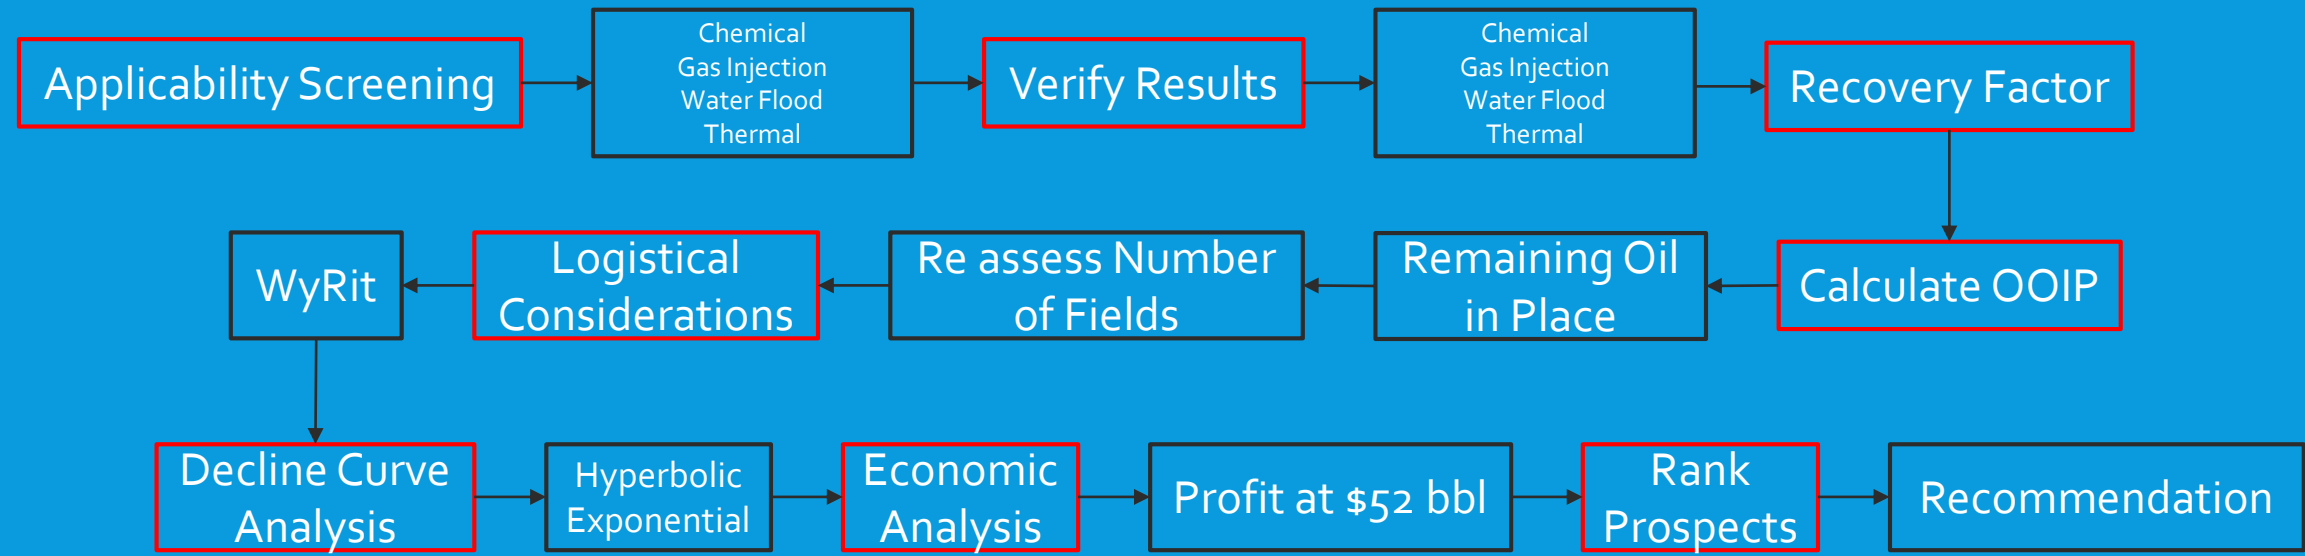 Applicability Screening
Chemical
Gas Injection
Water Flood
Thermal
Verify Results
Chemical
Gas Injection
Water Flood
Thermal
Recovery Factor
Calculate OOIP
Remaining Oil
in Place
Re assess Number
of Fields
Logistical
Considerations
WyRit
Decline Curve
Analysis
Hyperbolic
Exponential
Economic
Analysis
Profit at $52 bbl
Rank
Prospects
Recommendation